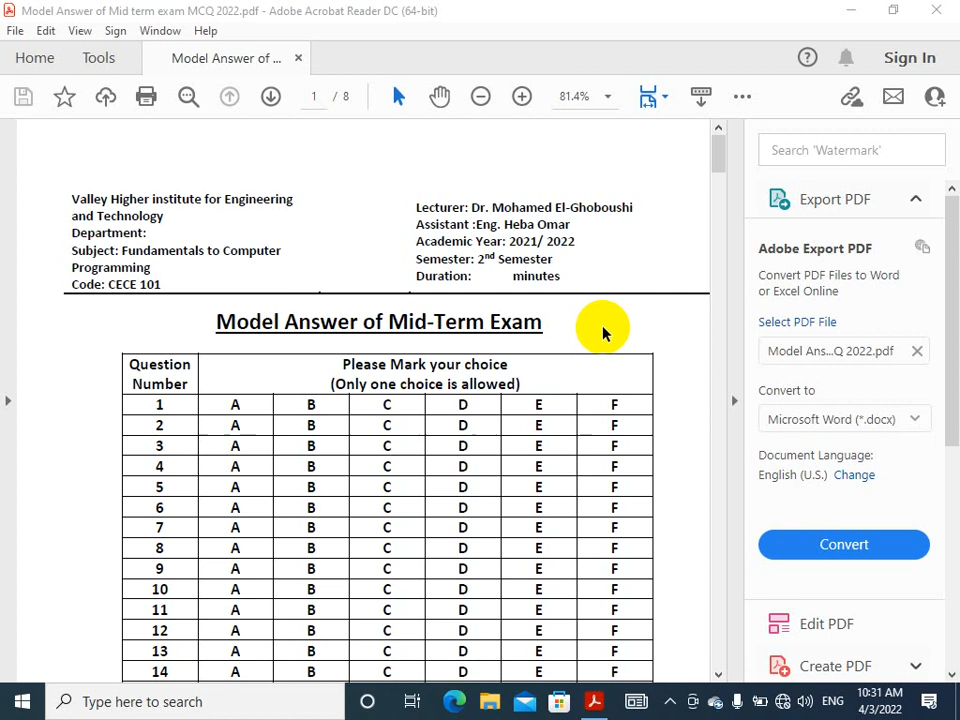 Model Answer of Mid term exam MCQ 2022.pdf - Adobe Acrobat Reader DC (64-bit)
File Edit View Sign Window Help
Home Tools Model Answer of ... × Sign In
1 / 8 81.4%
Valley Higher institute for Engineering
and Technology
Department:
Subject: Fundamentals to Computer
Programming
Code: CECE 101
Lecturer: Dr. Mohamed El-Ghoboushi
Assistant :Eng. Heba Omar
Academic Year: 2021/ 2022
Semester: 2nd Semester
Duration: minutes
Model Answer of Mid-Term Exam
Question
Number
Please Mark your choice
(Only one choice is allowed)
1 A B C D E F
2 A B C D E F
3 A B C D E F
4 A B C D E F
5 A B C D E F
6 A B C D E F
7 A B C D E F
8 A B C D E F
9 A B C D E F
10 A B C D E F
11 A B C D E F
12 A B C D E F
13 A B C D E F
14 A B C D E F
Search 'Watermark'
Export PDF
Adobe Export PDF
Convert PDF Files to Word
or Excel Online
Select PDF File
Model Ans...Q 2022.pdf
Convert to
Microsoft Word (*.docx)
Document Language:
English (U.S.) Change
Convert
Edit PDF
Create PDF
Type here to search
ENG
10:31 AM
4/3/2022